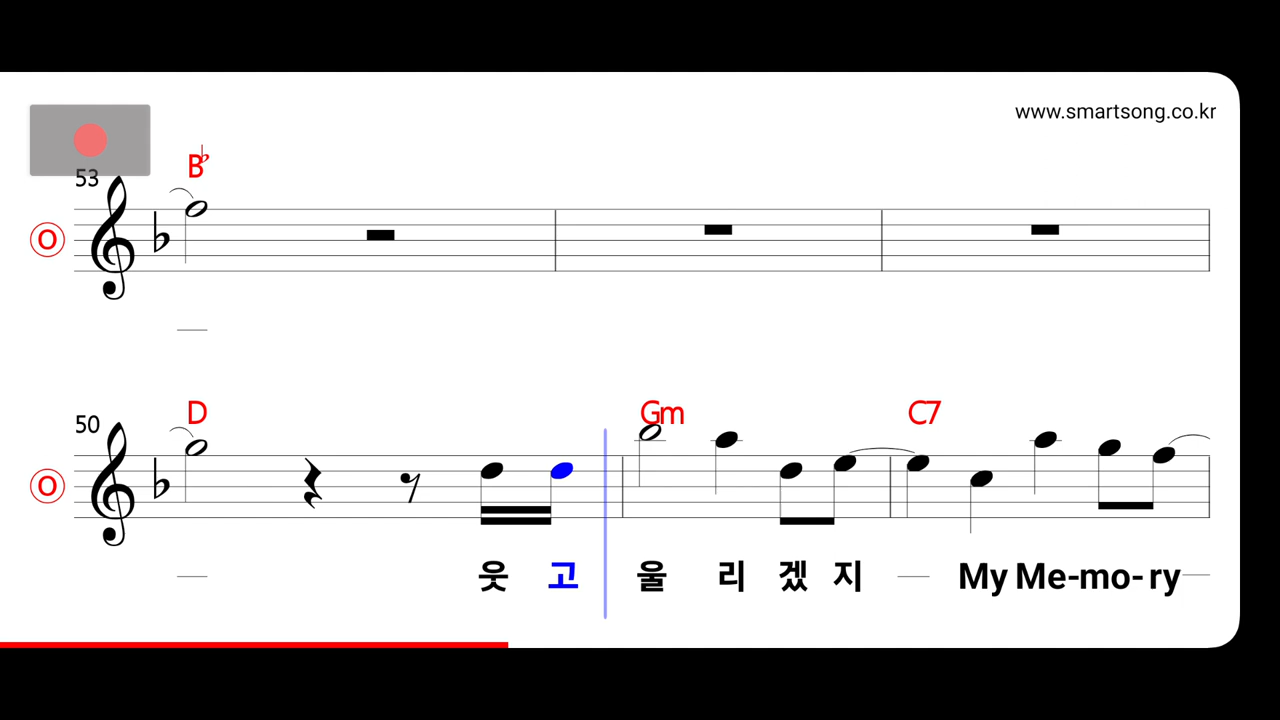 www.smartsong.co.kr
53
B♭
O
50
D Gm C7
O
웃 고 울 리 겠 지 My Me-mo-ry